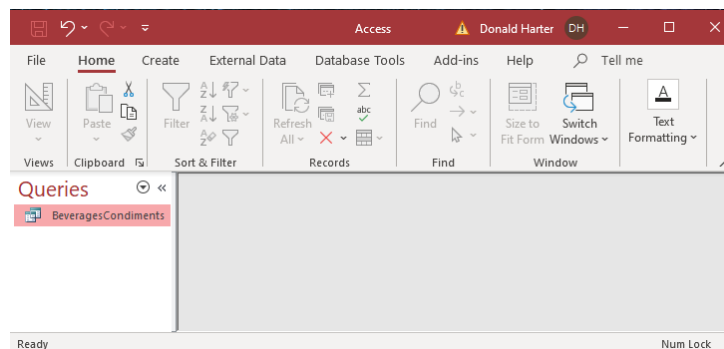 Access
Donald Harter DH
File Home Create External Data Database Tools Add-ins Help Tell me
View
Paste
Filter
Refresh All
abc
Find
Size to Fit Form
Switch Windows
A
Text Formatting
Views Clipboard Sort & Filter Records Find Window
Queries
BeveragesCondiments
Ready Num Lock